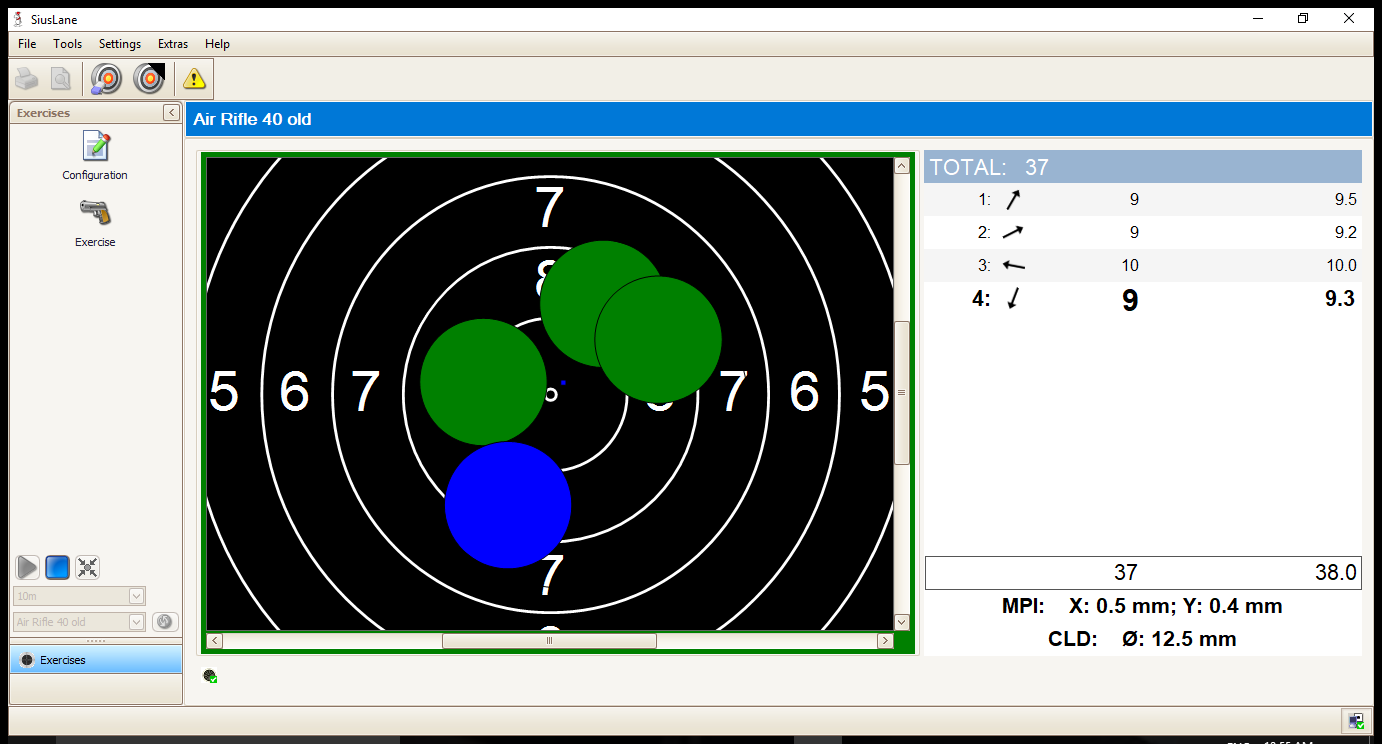 SiusLane
File Tools Settings Extras Help
Exercises
Configuration
Exercise
10m
Air Rifle 40 old
Exercises
Air Rifle 40 old
7
8
5 6 7 7 6 5
7
TOTAL: 37
1: 9 9.5
2: 9 9.2
3: 10 10.0
4: 9 9.3
37 38.0
MPI: X: 0.5 mm; Y: 0.4 mm
CLD: Ø: 12.5 mm